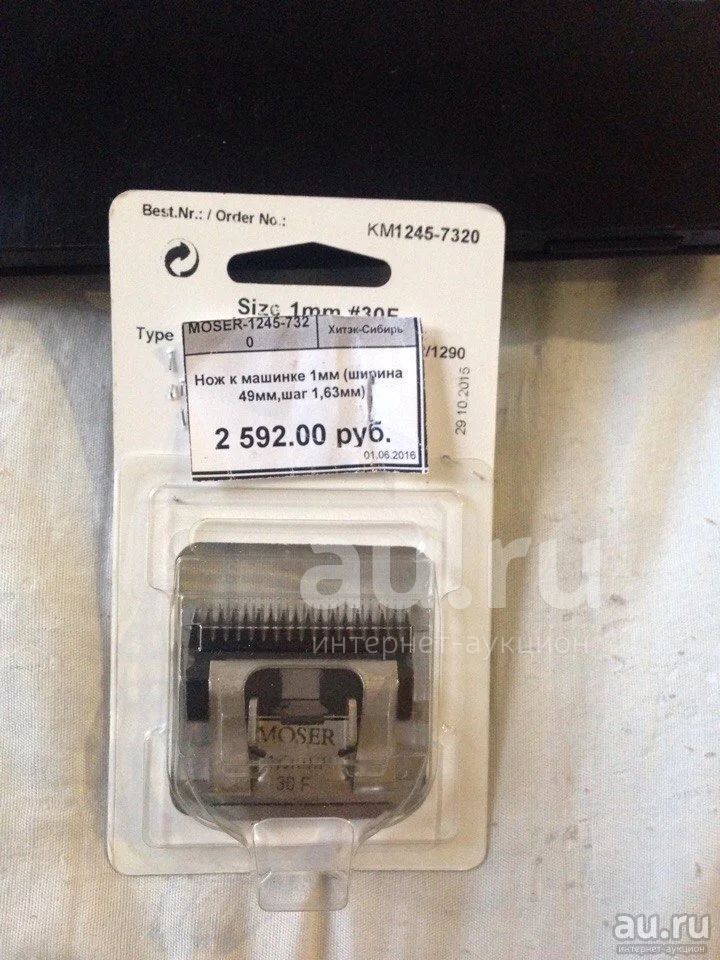 Best.Nr.: / Order No.:
KM1245-7320
Size 1mm #30F
Type
MOSER-1245-732
0
Хитэк-Сибирь
/1290
Нож к машинке 1мм (ширина
49мм,шаг 1,63мм)
2 592.00 руб.
01.06.2016
29.10.2015
au.ru
интернет-аукцион
MOSER
30 F
au.ru
интернет-аукцион